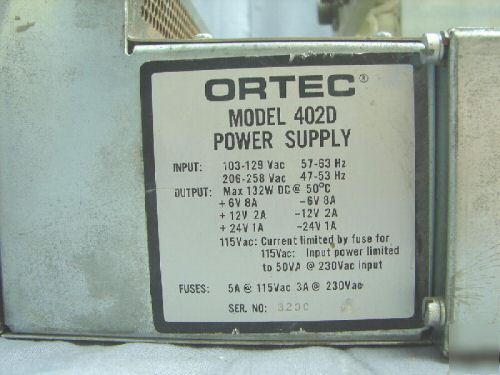 ORTEC®
MODEL 402D
POWER SUPPLY
INPUT: 103-129 Vac 57-63 Hz
206-258 Vac 47-53 Hz
OUTPUT: Max 132W DC @ 50°C
+6V 8A -6V 8A
+12V 2A -12V 2A
+24V 1A -24V 1A
115Vac: Current limited by fuse for
115Vac: Input power limited
to 50VA @ 230Vac input
FUSES: 5A @ 115Vac 3A @ 230Vac
SER. NO: